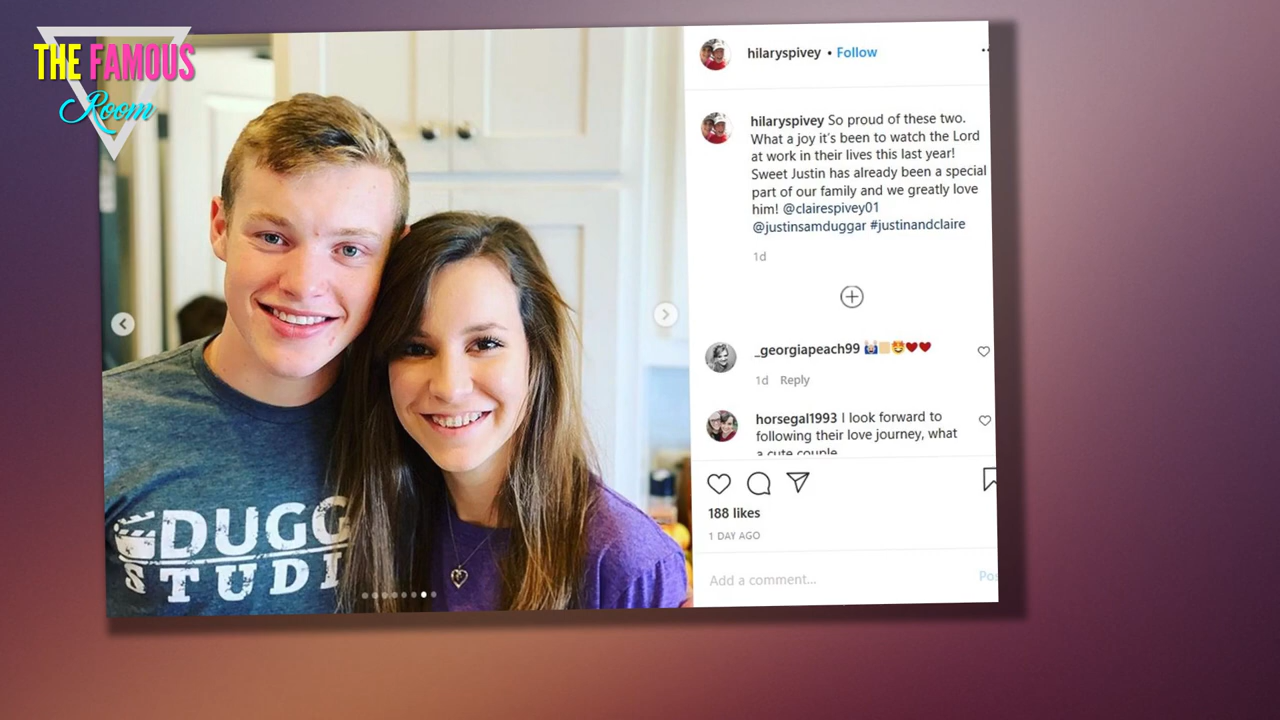 THE FAMOUS
Room
DUGG
STUDI
hilaryspivey • Follow
hilaryspivey So proud of these two.
What a joy it's been to watch the Lord
at work in their lives this last year!
Sweet Justin has already been a special
part of our family and we greatly love
him! @clairespivey01
@justinsamduggar #justinandclaire
1d
_georgiapeach99
1d Reply
horsegal1993 I look forward to
following their love journey, what
a cute couple
188 likes
1 DAY AGO
Add a comment...
Pos